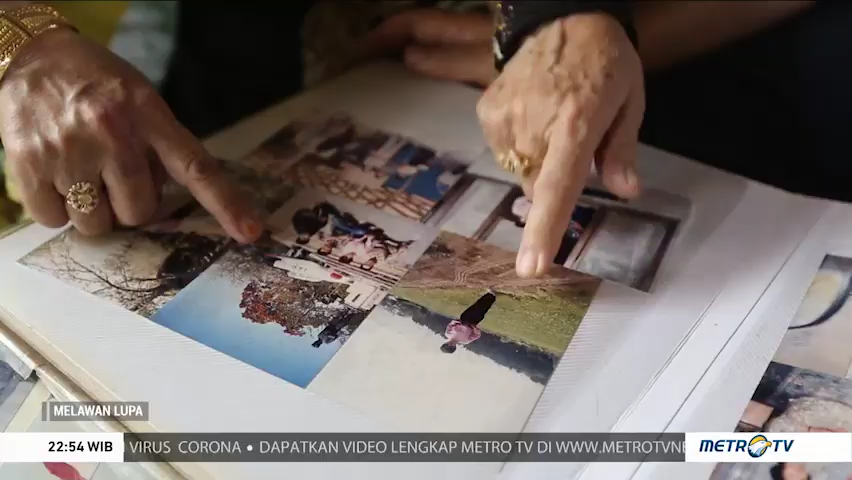 MELAWAN LUPA
22:54 WIB
VIRUS CORONA • DAPATKAN VIDEO LENGKAP METRO TV DI WWW.METROTVNE
METRO TV